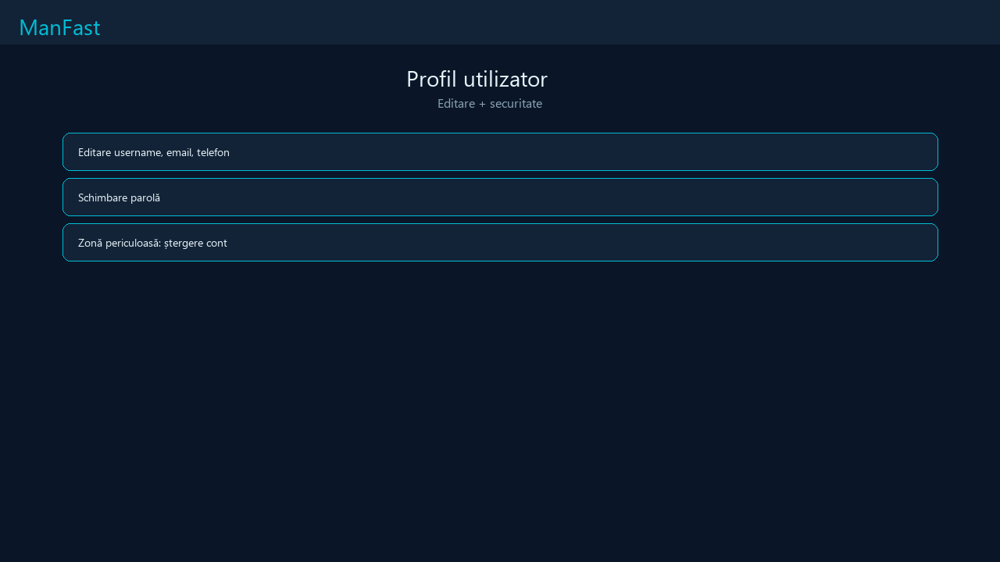 ManFast
Profil utilizator
Editare + securitate
Editare username, email, telefon
Schimbare parolă
Zonă periculoasă: ștergere cont